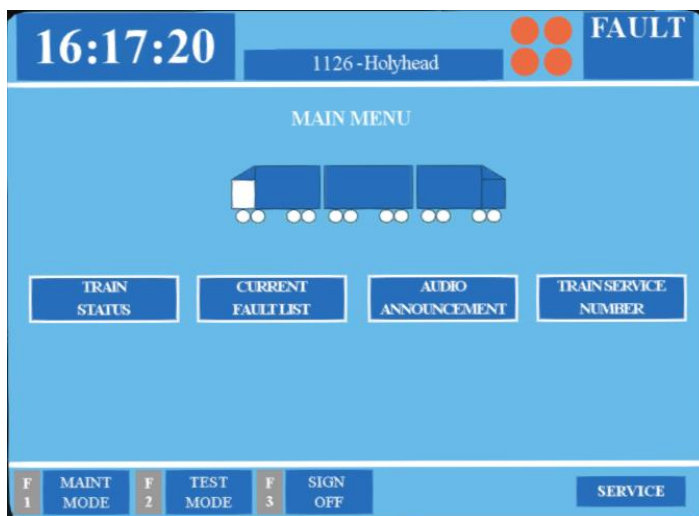 16:17:20
1126 - Holyhead
FAULT
MAIN MENU
TRAIN
STATUS
CURRENT
FAULT LIST
AUDIO
ANNOUNCEMENT
TRAIN SERVICE
NUMBER
F
1
MAINT
MODE
F
2
TEST
MODE
F
3
SIGN
OFF
SERVICE